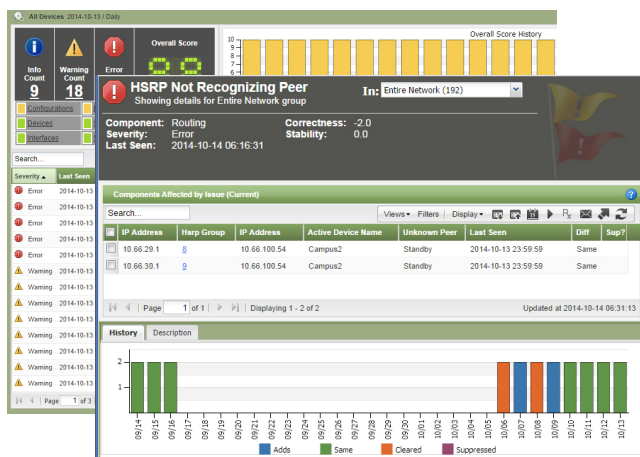 All Devices 2014-10-13 / Daily
Overall Score History
Overall Score
Info Count
9
Warning Count
18
Error
10
9
8
7
6
Configurations
Devices
Interfaces
Search...
Severity Last Seen
Error 2014-10-13
Error 2014-10-13
Error 2014-10-13
Error 2014-10-13
Error 2014-10-13
Warning 2014-10-13
Warning 2014-10-13
Warning 2014-10-13
Warning 2014-10-13
Warning 2014-10-13
Warning 2014-10-13
Warning 2014-10-13
Page 1 of 3
HSRP Not Recognizing Peer
Showing details for Entire Network group
In: Entire Network (192)
Component: Routing Correctness: -2.0
Severity: Error Stability: 0.0
Last Seen: 2014-10-14 06:16:31
Components Affected by Issue (Current)
Search... Views Filters Display
IP Address Hsrp Group IP Address Active Device Name Unknown Peer Last Seen Diff Sup?
10.66.29.1 8 10.66.100.54 Campus2 Standby 2014-10-13 23:59:59 Same
10.66.30.1 9 10.66.100.54 Campus2 Standby 2014-10-13 23:59:59 Same
Page 1 of 1 Displaying 1 - 2 of 2 Updated at 2014-10-14 06:31:13
History Description
2
1
09/14 09/15 09/16 09/17 09/18 09/19 09/20 09/21 09/22 09/23 09/24 09/25 09/26 09/27 09/28 09/29 09/30 10/01 10/02 10/03 10/04 10/05 10/06 10/07 10/08 10/09 10/10 10/11 10/12 10/13
Adds Same Cleared Suppressed